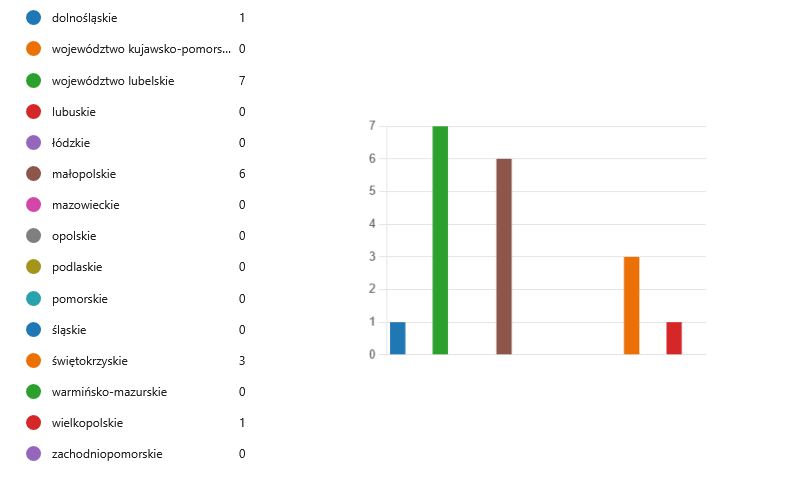 dolnośląskie 1
województwo kujawsko-pomors... 0
województwo lubelskie 7
lubuskie 0
łódzkie 0
małopolskie 6
mazowieckie 0
opolskie 0
podlaskie 0
pomorskie 0
śląskie 0
świętokrzyskie 3
warmińsko-mazurskie 0
wielkopolskie 1
zachodniopomorskie 0
7
6
5
4
3
2
1
0